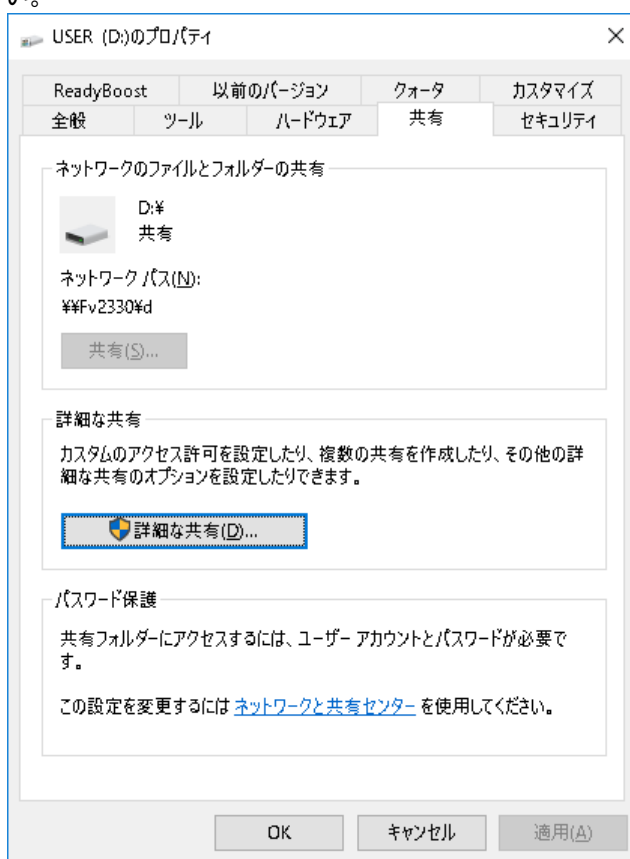 い。
USER (D:)のプロパティ
ReadyBoost 以前のバージョン クォータ カスタマイズ
全般 ツール ハードウェア 共有 セキュリティ
ネットワークのファイルとフォルダーの共有
D:¥
共有
ネットワーク パス(N):
¥¥Fv2330¥d
共有(S)...
詳細な共有
カスタムのアクセス許可を設定したり、複数の共有を作成したり、その他の詳
細な共有のオプションを設定したりできます。
詳細な共有(D)...
パスワード保護
共有フォルダーにアクセスするには、ユーザー アカウントとパスワードが必要で
す。
この設定を変更するには ネットワークと共有センター を使用してください。
OK キャンセル 適用(A)